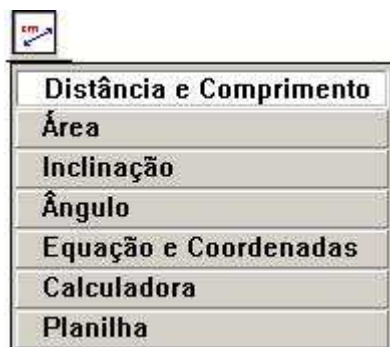 cm
Distância e Comprimento
Área
Inclinação
Ângulo
Equação e Coordenadas
Calculadora
Planilha